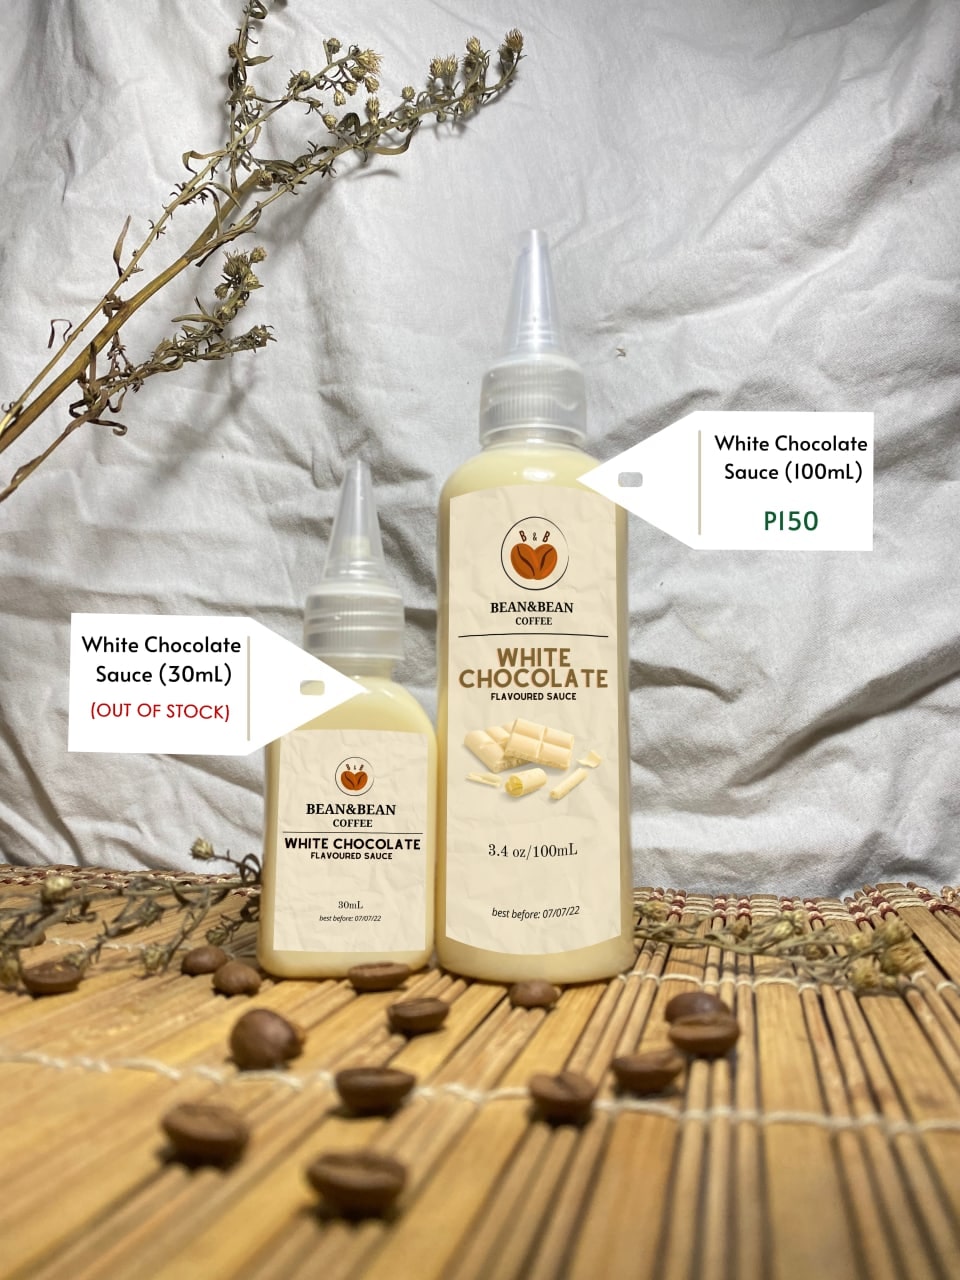 White Chocolate
Sauce (100mL)
P150
White Chocolate
Sauce (30mL)
(OUT OF STOCK)
B & B
BEAN&BEAN
COFFEE
WHITE
CHOCOLATE
FLAVOURED SAUCE
3.4 oz/100mL
best before: 07/07/22
B & B
BEAN&BEAN
COFFEE
WHITE CHOCOLATE
FLAVOURED SAUCE
30mL
best before: 07/07/22